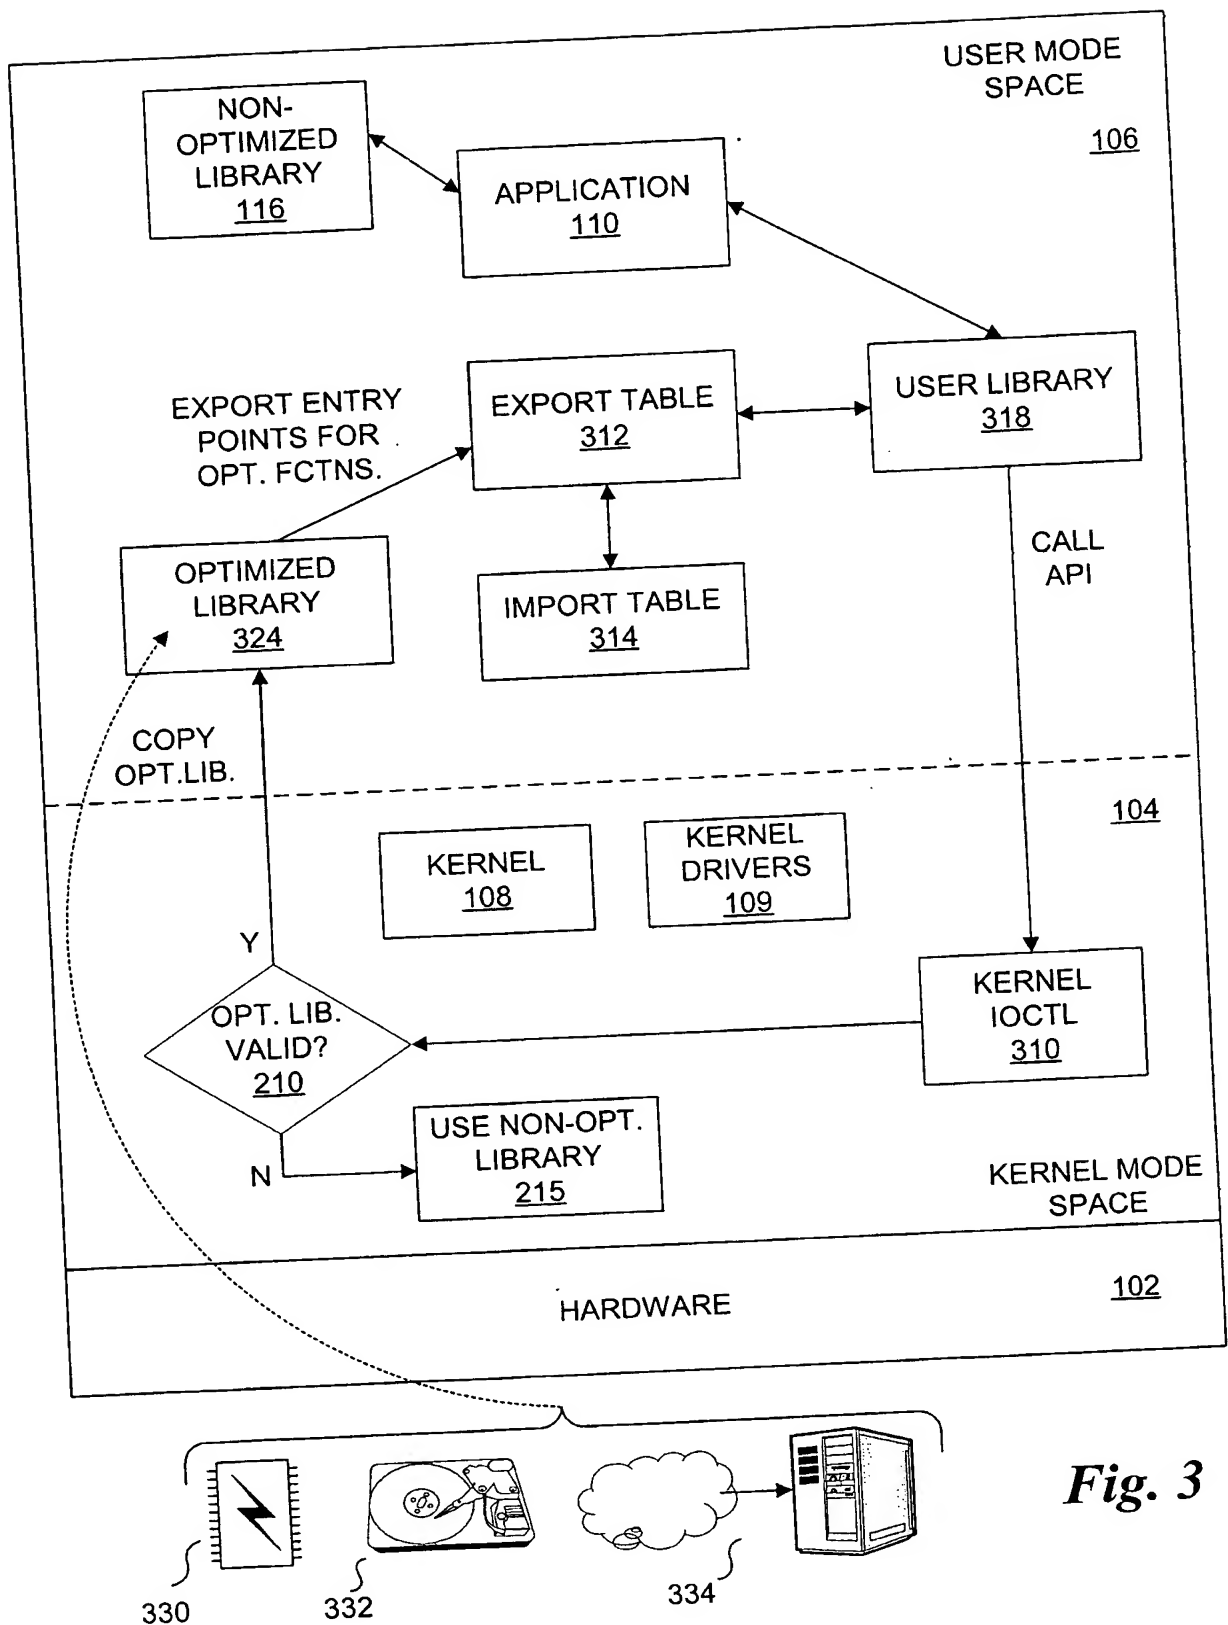 USER MODE
SPACE
106
NON-
OPTIMIZED
LIBRARY
116
APPLICATION
110
EXPORT ENTRY
POINTS FOR
OPT. FCTNS.
EXPORT TABLE
312
USER LIBRARY
318
CALL
API
OPTIMIZED
LIBRARY
324
IMPORT TABLE
314
COPY
OPT.LIB.
104
KERNEL
108
KERNEL
DRIVERS
109
Y
OPT. LIB.
VALID?
210
KERNEL
IOCTL
310
N
USE NON-OPT.
LIBRARY
215
KERNEL MODE
SPACE
HARDWARE
102
330
332
334
Fig. 3